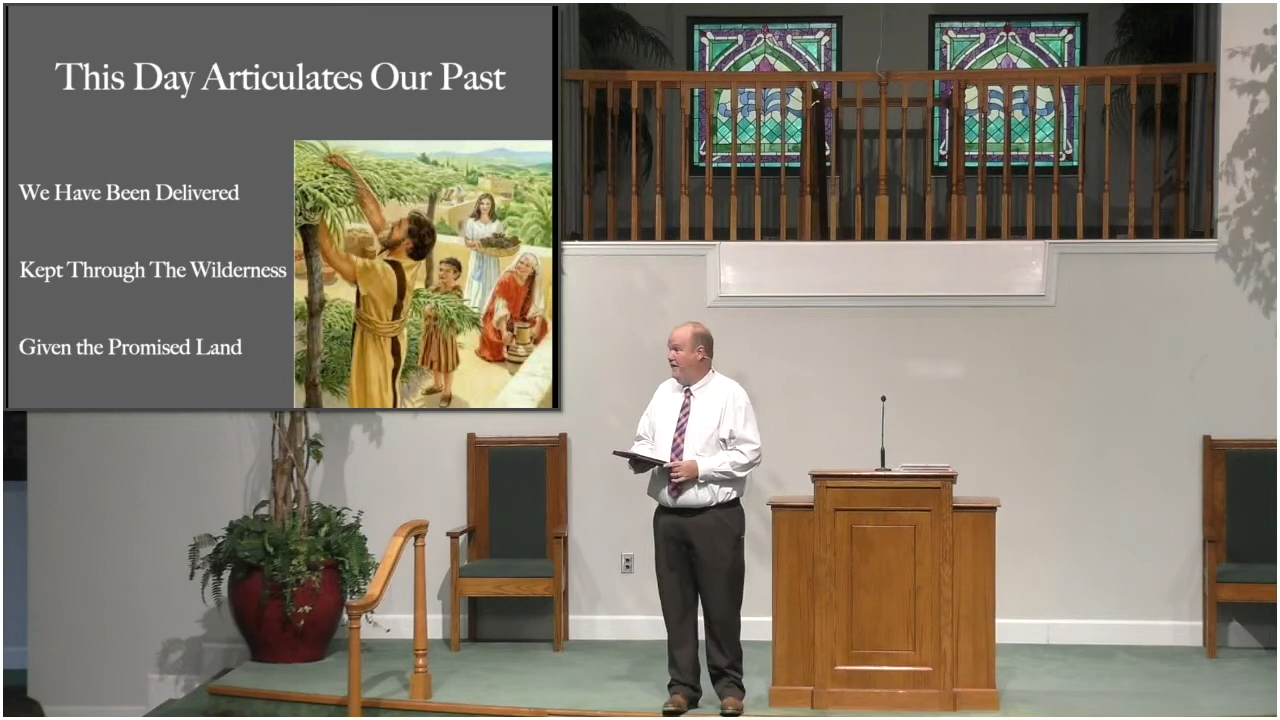 This Day Articulates Our Past
We Have Been Delivered
Kept Through The Wilderness
Given the Promised Land